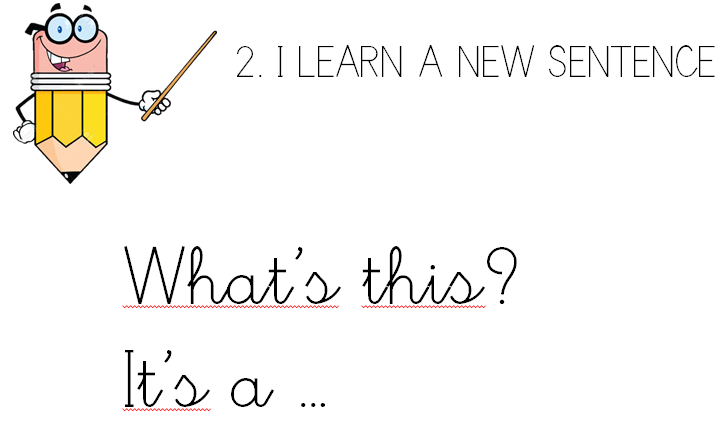 2. I LEARN A NEW SENTENCE
What's this?
It's a ...